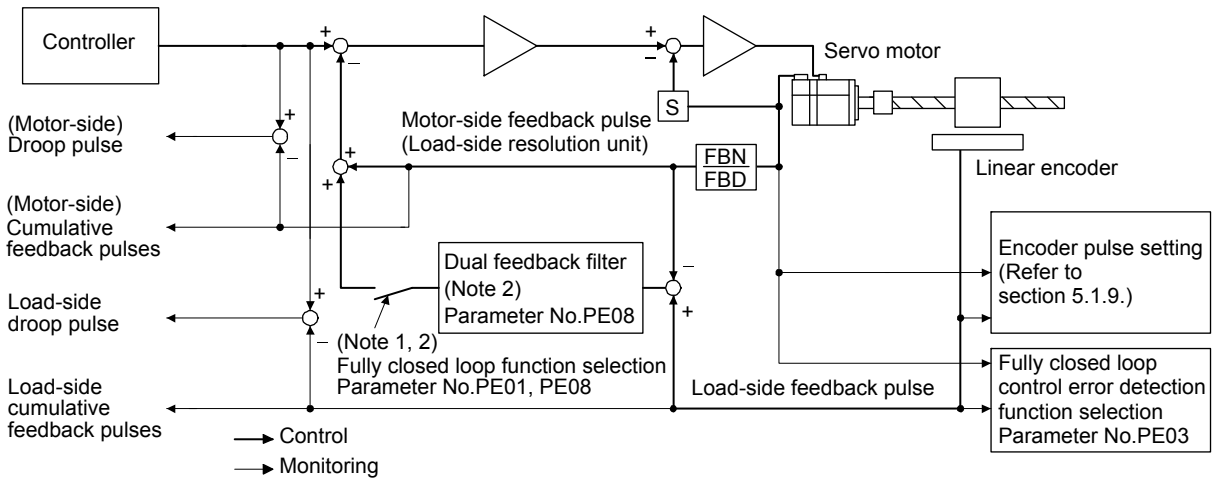 Controller
+
−
+
−
Servo motor
S
(Motor-side)
Droop pulse
+
−
Motor-side feedback pulse
(Load-side resolution unit)
FBN
FBD
Linear encoder
+
+
(Motor-side)
Cumulative
feedback pulses
Dual feedback filter
(Note 2)
Parameter No.PE08
−
+
Encoder pulse setting
(Refer to
section 5.1.9.)
Load-side
droop pulse
+
−
(Note 1, 2)
Fully closed loop function selection
Parameter No.PE01, PE08
Load-side feedback pulse
Fully closed loop
control error detection
function selection
Parameter No.PE03
Load-side
cumulative
feedback pulses
Control
Monitoring